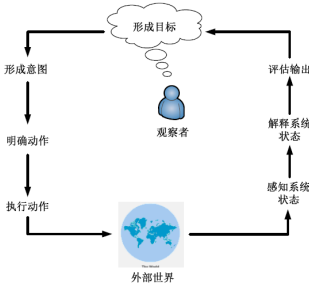 形成目标
形成意图
评估输出
观察者
解释系统
状态
明确动作
感知系统
状态
执行动作
外部世界